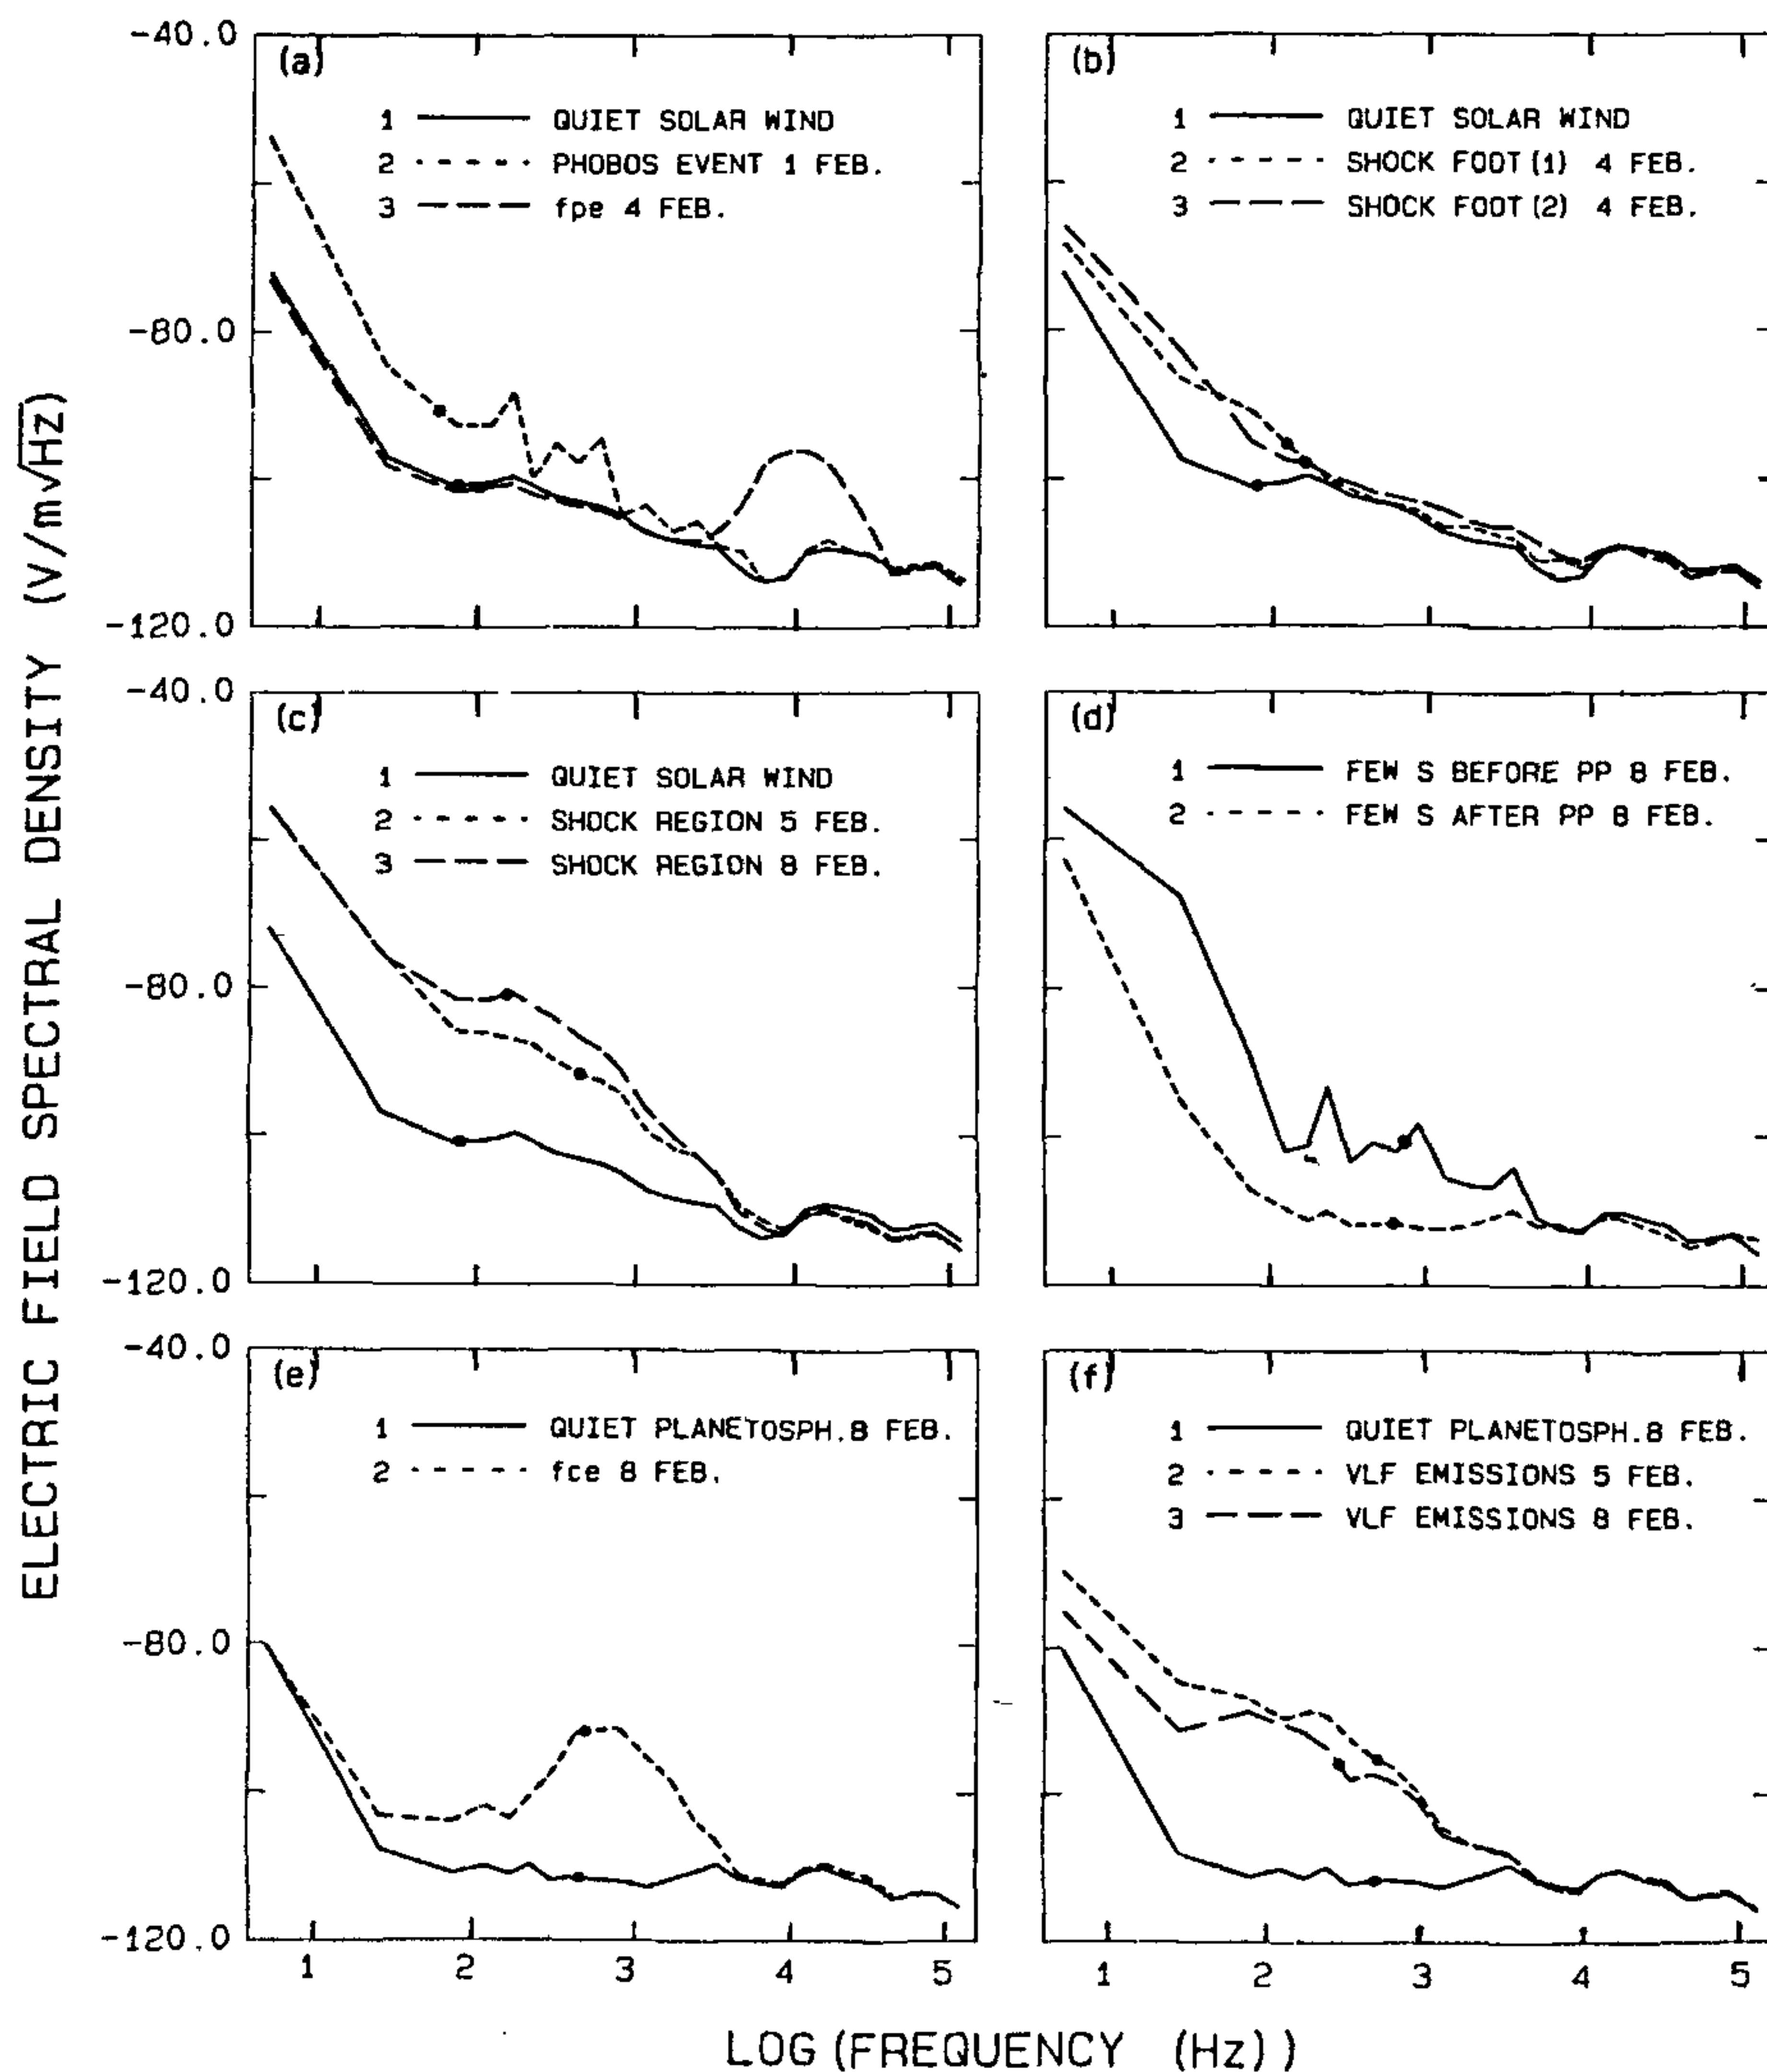 ELECTRIC FIELD SPECTRAL DENSITY (V/m√Hz)
-40.0
-80.0
-120.0
(a)
1 QUIET SOLAR WIND
2 PHOBOS EVENT 1 FEB.
3 fpe 4 FEB.
(b)
1 QUIET SOLAR WIND
2 SHOCK FOOT(1) 4 FEB.
3 SHOCK FOOT(2) 4 FEB.
-40.0
-80.0
-120.0
(c)
1 QUIET SOLAR WIND
2 SHOCK REGION 5 FEB.
3 SHOCK REGION 8 FEB.
(d)
1 FEW S BEFORE PP 8 FEB.
2 FEW S AFTER PP 8 FEB.
-40.0
-80.0
-120.0
(e)
1 QUIET PLANETOSPH.8 FEB.
2 fce 8 FEB.
(f)
1 QUIET PLANETOSPH.8 FEB.
2 VLF EMISSIONS 5 FEB.
3 VLF EMISSIONS 8 FEB.
1 2 3 4 5
1 2 3 4 5
LOG(FREQUENCY (Hz))